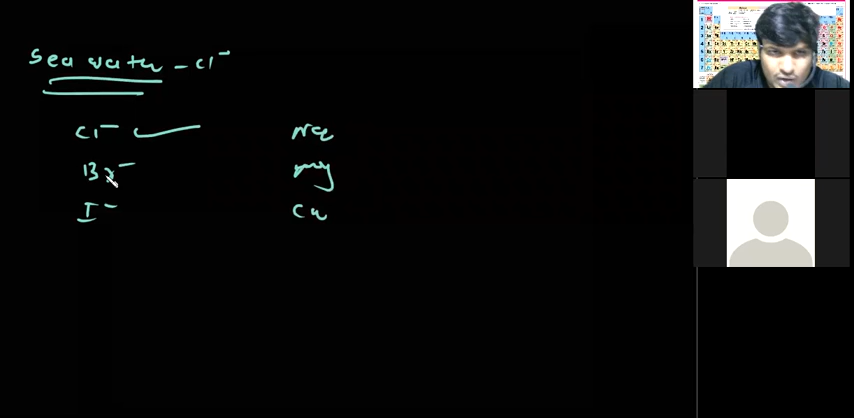 Sea water - Cl⁻
Cl⁻ Na
Br⁻ Mg
I⁻ Ca